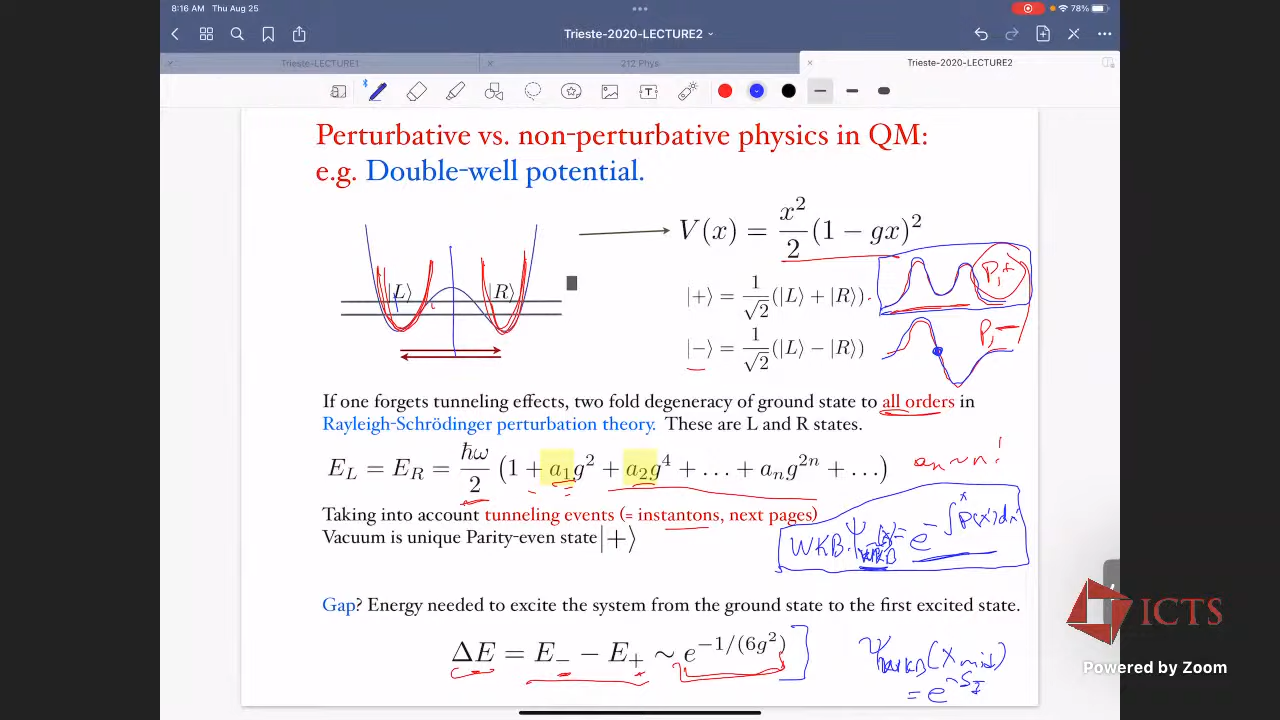 8:16 AM Thu Aug 25
78%
Trieste-2020-LECTURE2
Trieste-LECTURE1
212 Phys
Trieste-2020-LECTURE2
Perturbative vs. non-perturbative physics in QM:
e.g. Double-well potential.
V(x) = x²/2 (1 − gx)²
|L⟩ |R⟩
|+⟩ = 1/√2 (|L⟩ + |R⟩).
P,+
|−⟩ = 1/√2 (|L⟩ − |R⟩)
P,−
If one forgets tunneling effects, two fold degeneracy of ground state to all orders in
Rayleigh-Schrödinger perturbation theory. These are L and R states.
E_L = E_R = ℏω/2 (1 + a₁g² + a₂g⁴ + … + aₙg²ⁿ + …)
aₙ ~ n!
Taking into account tunneling events (= instantons, next pages)
Vacuum is unique Parity-even state |+⟩
WKB. ψ_WKB = e^{−∫^x P(x')dx'}
Gap? Energy needed to excite the system from the ground state to the first excited state.
ΔE = E₋ − E₊ ~ e^{−1/(6g²)}
ψ_WKB(x_mid)
= e^{−S_I}
ICTS
Powered by Zoom